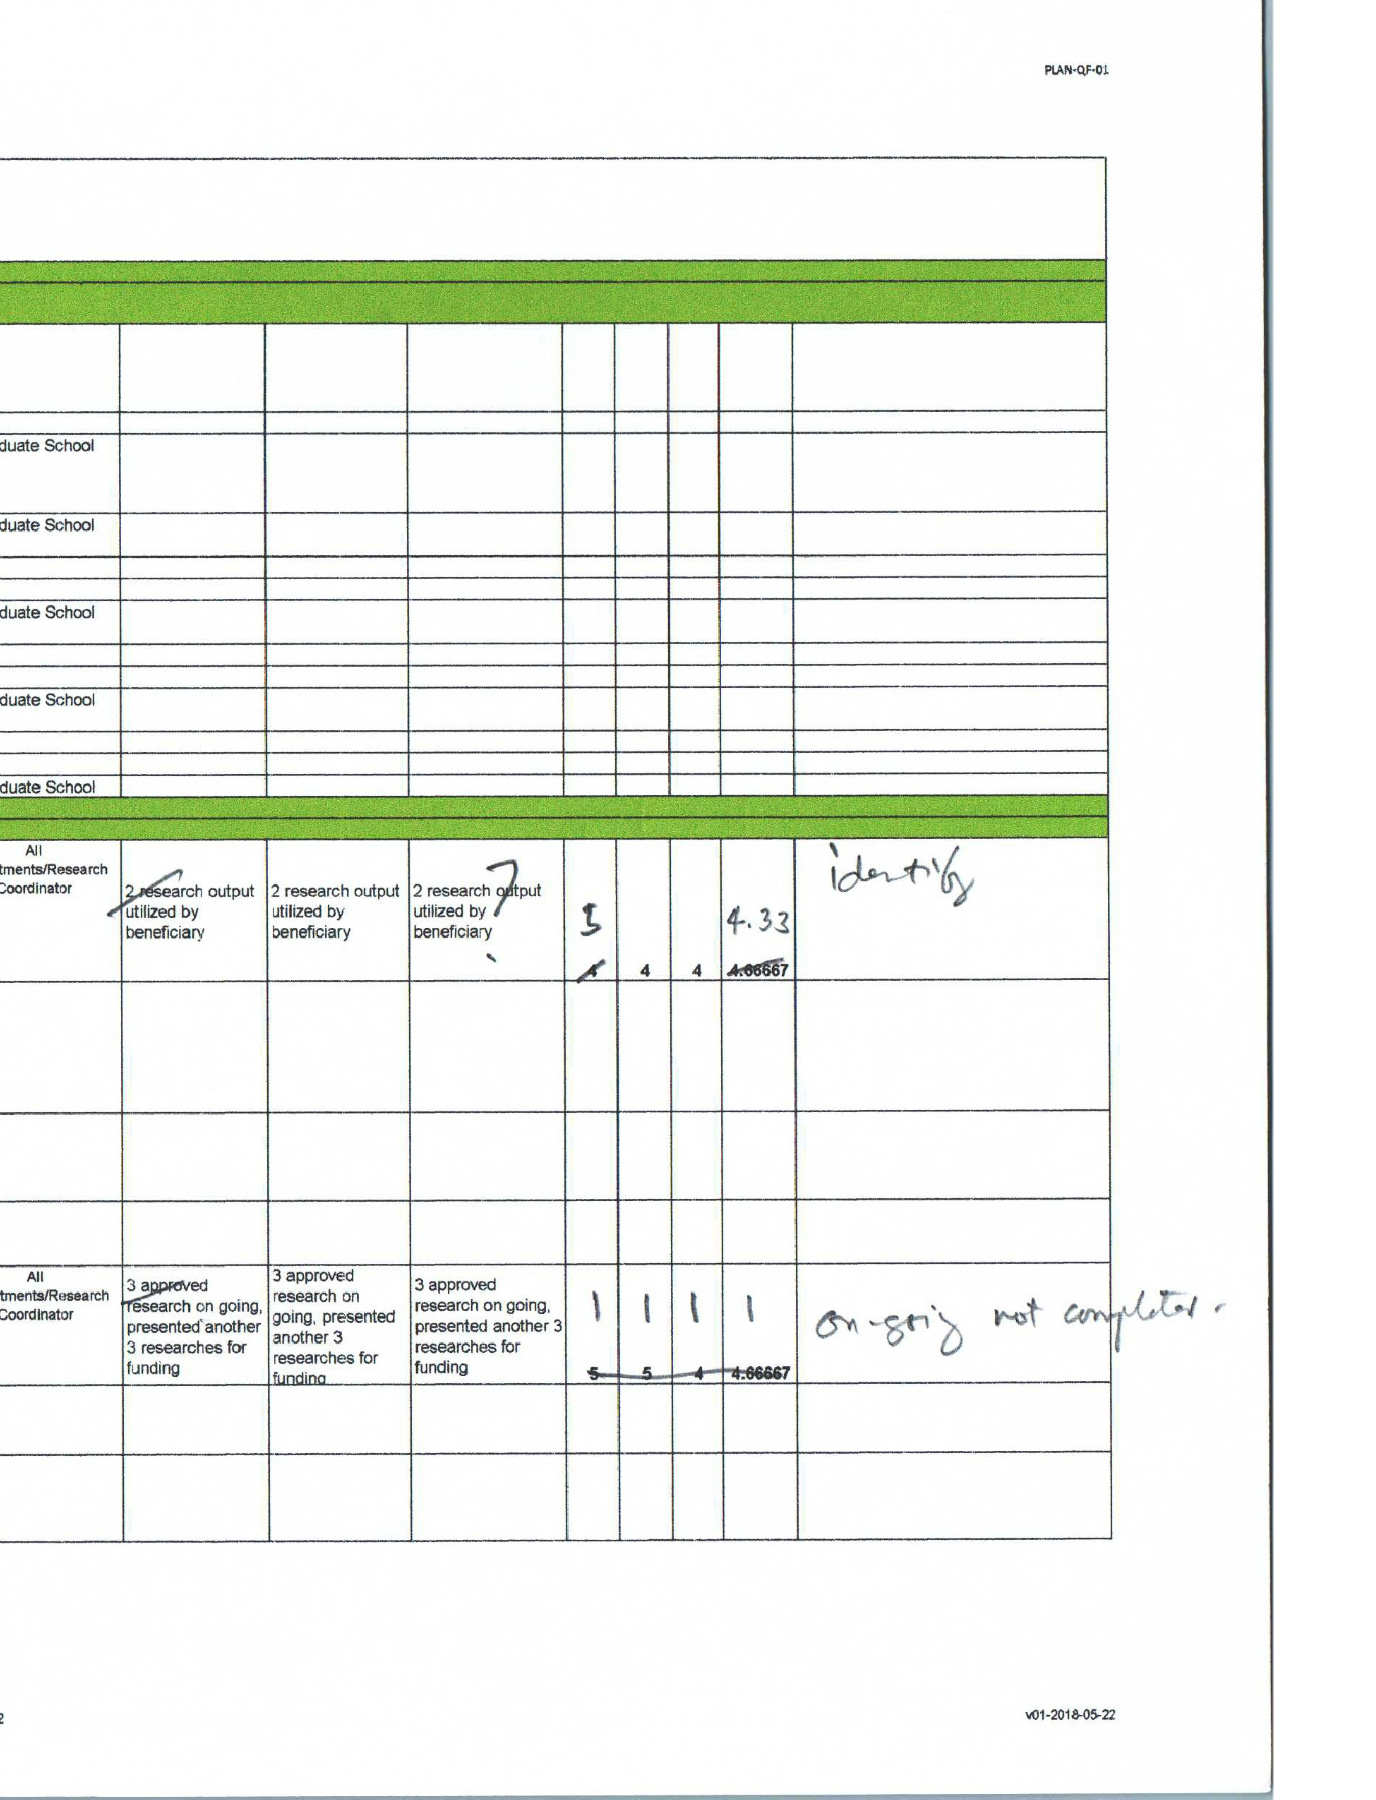 PLAN-QF-01
duate School
duate School
duate School
duate School
duate School
All
tments/Research
Coordinator
2 research output
utilized by
beneficiary
2 research output
utilized by
beneficiary
2 research output
utilized by
beneficiary
?
5
4.33
4
4
4
4.66667
identify
All
tments/Research
Coordinator
3 approved
research on going,
presented another
3 researches for
funding
3 approved
research on
going, presented
another 3
researches for
funding
3 approved
research on going,
presented another 3
researches for
funding
1 1 1 1
5 5 4 4.66667
on-going not completed.
2
v01-2018-05-22